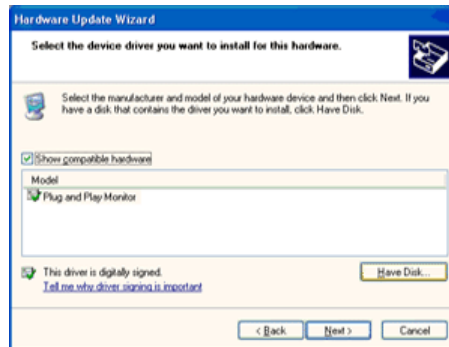 Hardware Update Wizard
Select the device driver you want to install for this hardware.
Select the manufacturer and model of your hardware device and then click Next. If you
have a disk that contains the driver you want to install, click Have Disk.
Show compatible hardware
Model
Plug and Play Monitor
This driver is digitally signed.
Have Disk...
Tell me why driver signing is important
< Back
Next >
Cancel